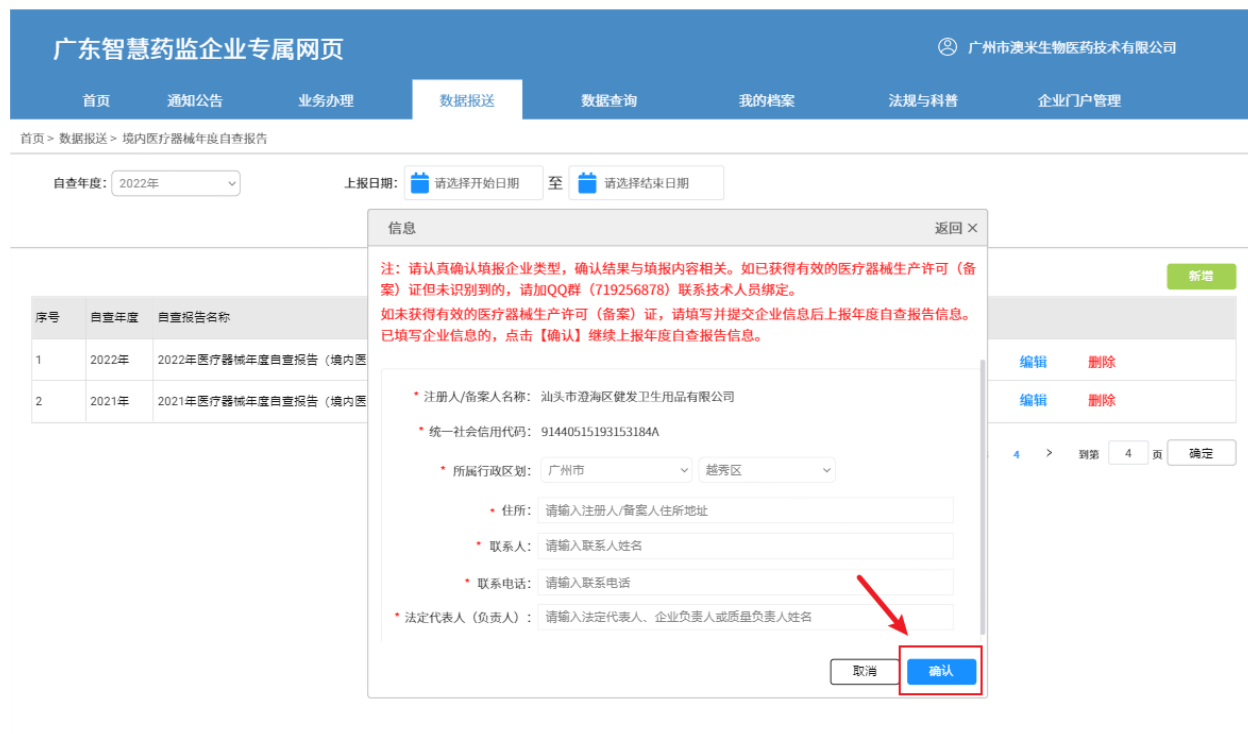 广东智慧药监企业专属网页
广州市澳米生物医药技术有限公司
首页 通知公告 业务办理 数据报送 数据查询 我的档案 法规与科普 企业门户管理
首页 > 数据报送 > 境内医疗器械年度自查报告
自查年度： 2022年 上报日期： 请选择开始日期 至 请选择结束日期
信息 返回 ×
注：请认真确认填报企业类型，确认结果与填报内容相关。如已获得有效的医疗器械生产许可（备
案）证但未识别到的，请加QQ群（719256878）联系技术人员绑定。
如未获得有效的医疗器械生产许可（备案）证，请填写并提交企业信息后上报年度自查报告信息。
已填写企业信息的，点击【确认】继续上报年度自查报告信息。
新增
序号 自查年度 自查报告名称
1 2022年 2022年医疗器械年度自查报告（境内医 编辑 删除
2 2021年 2021年医疗器械年度自查报告（境内医 编辑 删除
* 注册人/备案人名称： 汕头市澄海区健发卫生用品有限公司
* 统一社会信用代码： 91440515193153184A
* 所属行政区划： 广州市 越秀区
* 住所： 请输入注册人/备案人住所地址
* 联系人： 请输入联系人姓名
* 联系电话： 请输入联系电话
* 法定代表人（负责人）： 请输入法定代表人、企业负责人或质量负责人姓名
取消 确认
4 > 到第 4 页 确定